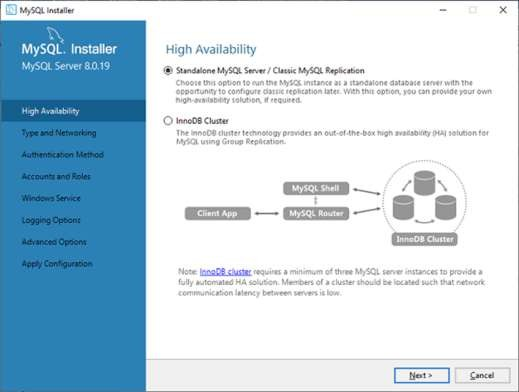 MySQL Installer
MySQL. Installer
MySQL Server 8.0.19
High Availability
Type and Networking
Authentication Method
Accounts and Roles
Windows Service
Logging Options
Advanced Options
Apply Configuration
High Availability
Standalone MySQL Server / Classic MySQL Replication
Choose this option to run the MySQL instance as a standalone database server with the
opportunity to configure classic replication later. With this option, you can provide your own
high-availability solution, if required.
InnoDB Cluster
The InnoDB cluster technology provides an out-of-the-box high availability (HA) solution for
MySQL using Group Replication.
MySQL Shell
Client App
MySQL Router
InnoDB Cluster
Note: InnoDB cluster requires a minimum of three MySQL server instances to provide a
fully automated HA solution. Members of a cluster should be located such that network
communication latency between servers is low.
Next >
Cancel